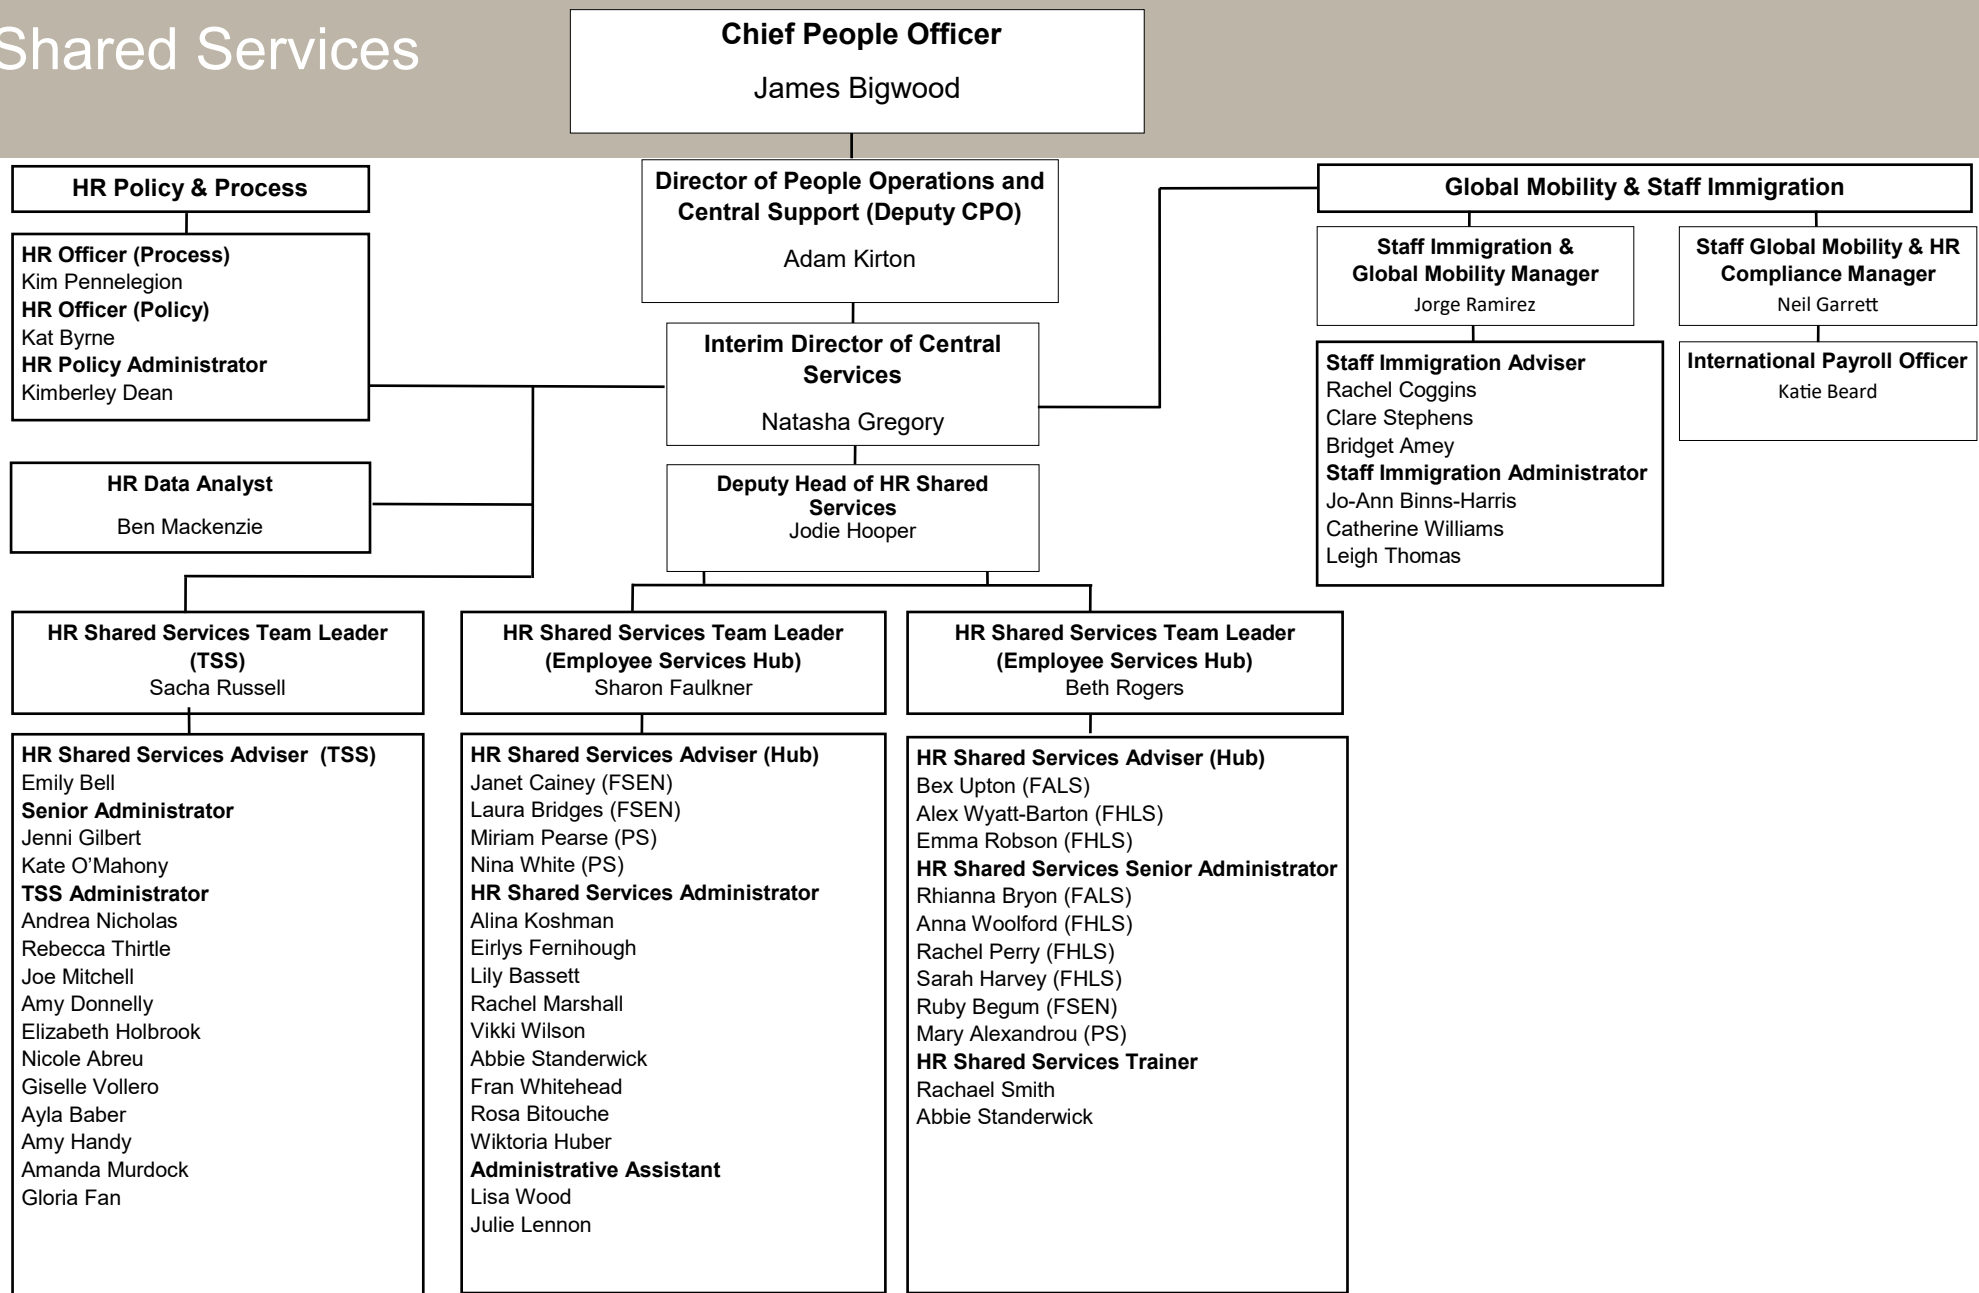 Shared Services
Chief People Officer
James Bigwood
HR Policy & Process
HR Officer (Process)
Kim Pennelegion
HR Officer (Policy)
Kat Byrne
HR Policy Administrator
Kimberley Dean
HR Data Analyst
Ben Mackenzie
Director of People Operations and
Central Support (Deputy CPO)
Adam Kirton
Interim Director of Central
Services
Natasha Gregory
Deputy Head of HR Shared
Services
Jodie Hooper
Global Mobility & Staff Immigration
Staff Immigration &
Global Mobility Manager
Jorge Ramirez
Staff Immigration Adviser
Rachel Coggins
Clare Stephens
Bridget Amey
Staff Immigration Administrator
Jo-Ann Binns-Harris
Catherine Williams
Leigh Thomas
Staff Global Mobility & HR
Compliance Manager
Neil Garrett
International Payroll Officer
Katie Beard
HR Shared Services Team Leader
(TSS)
Sacha Russell
HR Shared Services Adviser (TSS)
Emily Bell
Senior Administrator
Jenni Gilbert
Kate O’Mahony
TSS Administrator
Andrea Nicholas
Rebecca Thirtle
Joe Mitchell
Amy Donnelly
Elizabeth Holbrook
Nicole Abreu
Giselle Vollero
Ayla Baber
Amy Handy
Amanda Murdock
Gloria Fan
HR Shared Services Team Leader
(Employee Services Hub)
Sharon Faulkner
HR Shared Services Adviser (Hub)
Janet Cainey (FSEN)
Laura Bridges (FSEN)
Miriam Pearse (PS)
Nina White (PS)
HR Shared Services Administrator
Alina Koshman
Eirlys Fernihough
Lily Bassett
Rachel Marshall
Vikki Wilson
Abbie Standerwick
Fran Whitehead
Rosa Bitouche
Wiktoria Huber
Administrative Assistant
Lisa Wood
Julie Lennon
HR Shared Services Team Leader
(Employee Services Hub)
Beth Rogers
HR Shared Services Adviser (Hub)
Bex Upton (FALS)
Alex Wyatt-Barton (FHLS)
Emma Robson (FHLS)
HR Shared Services Senior Administrator
Rhianna Bryon (FALS)
Anna Woolford (FHLS)
Rachel Perry (FHLS)
Sarah Harvey (FHLS)
Ruby Begum (FSEN)
Mary Alexandrou (PS)
HR Shared Services Trainer
Rachael Smith
Abbie Standerwick